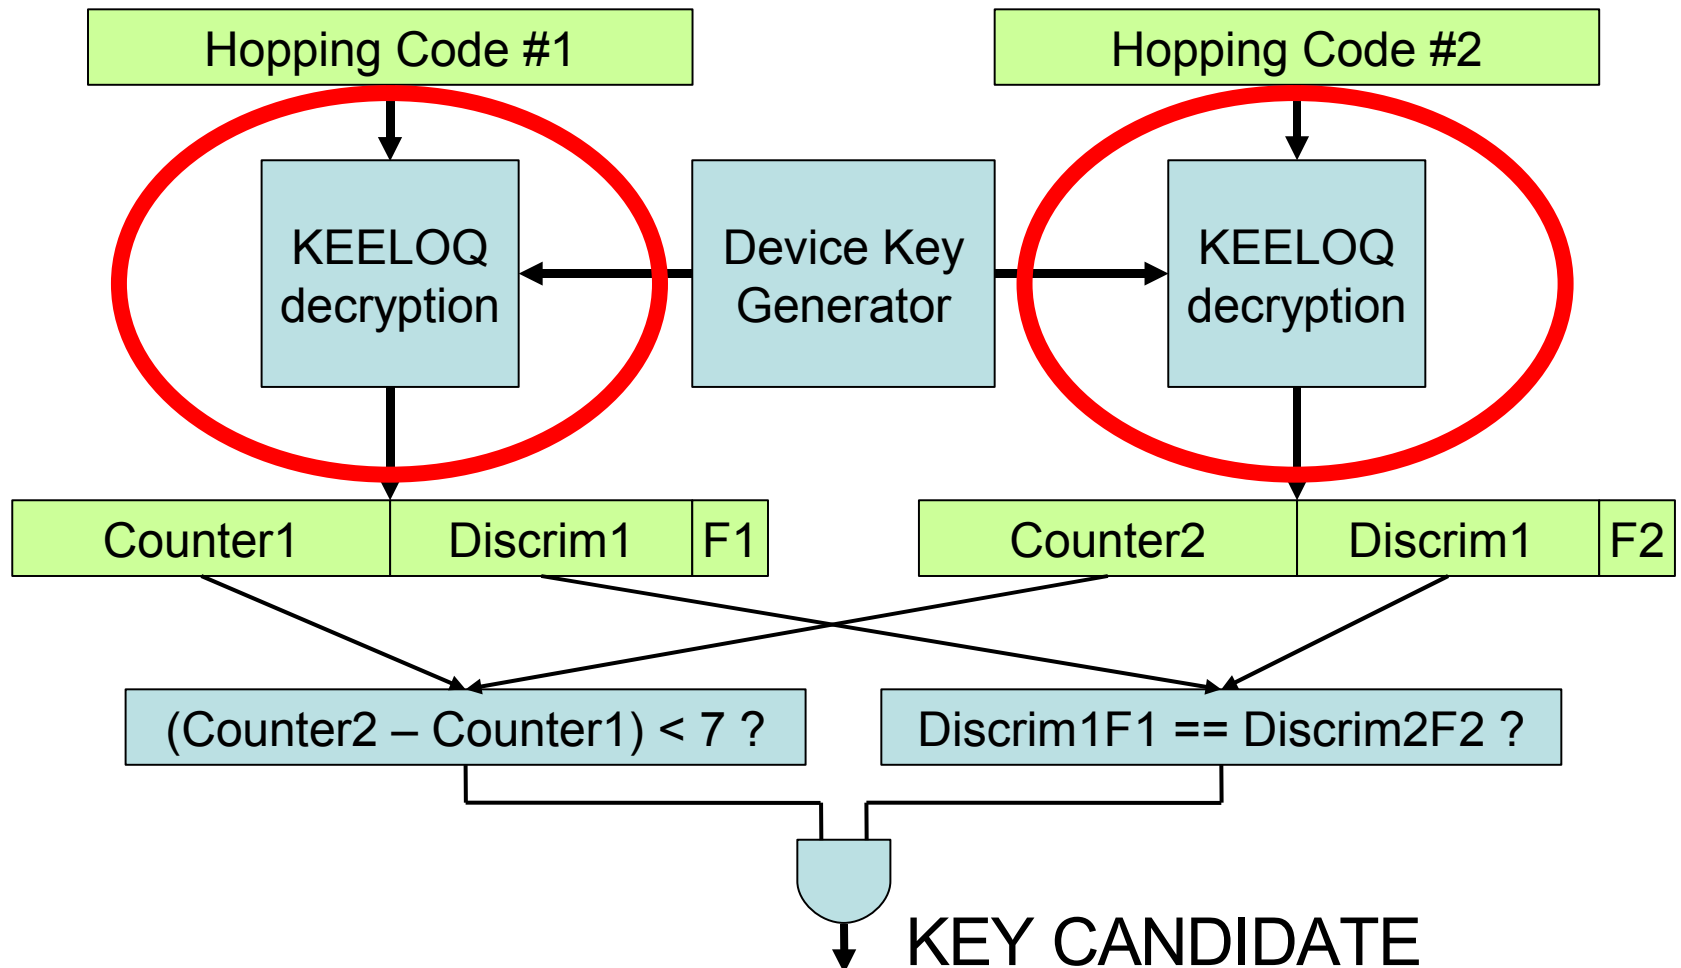 Hopping Code #1
Hopping Code #2
KEELOQ
decryption
Device Key
Generator
KEELOQ
decryption
Counter1
Discrim1
F1
Counter2
Discrim1
F2
(Counter2 – Counter1) < 7 ?
Discrim1F1 == Discrim2F2 ?
KEY CANDIDATE